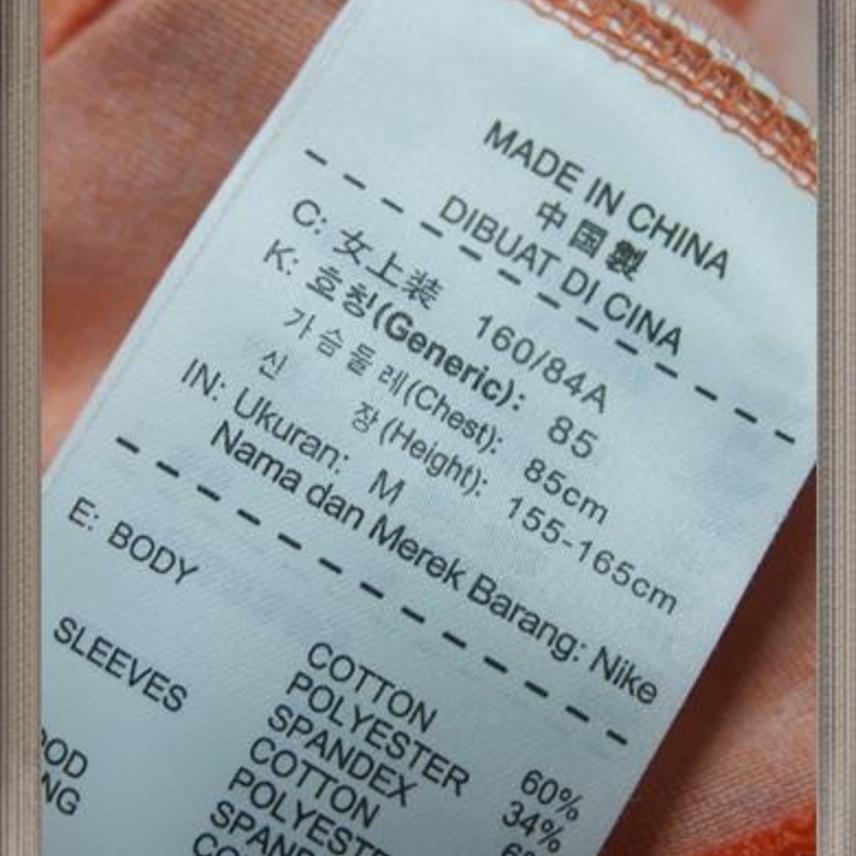 MADE IN CHINA
中国製
DIBUAT DI CINA
C: 女上装 160/84A
K: 호칭(Generic): 85
가슴둘레(Chest): 85cm
신 장(Height): 155-165cm
IN: Ukuran: M
Nama dan Merek Barang: Nike
E: BODY
COTTON 60%
POLYESTER 34%
SPANDEX
SLEEVES
COTTON